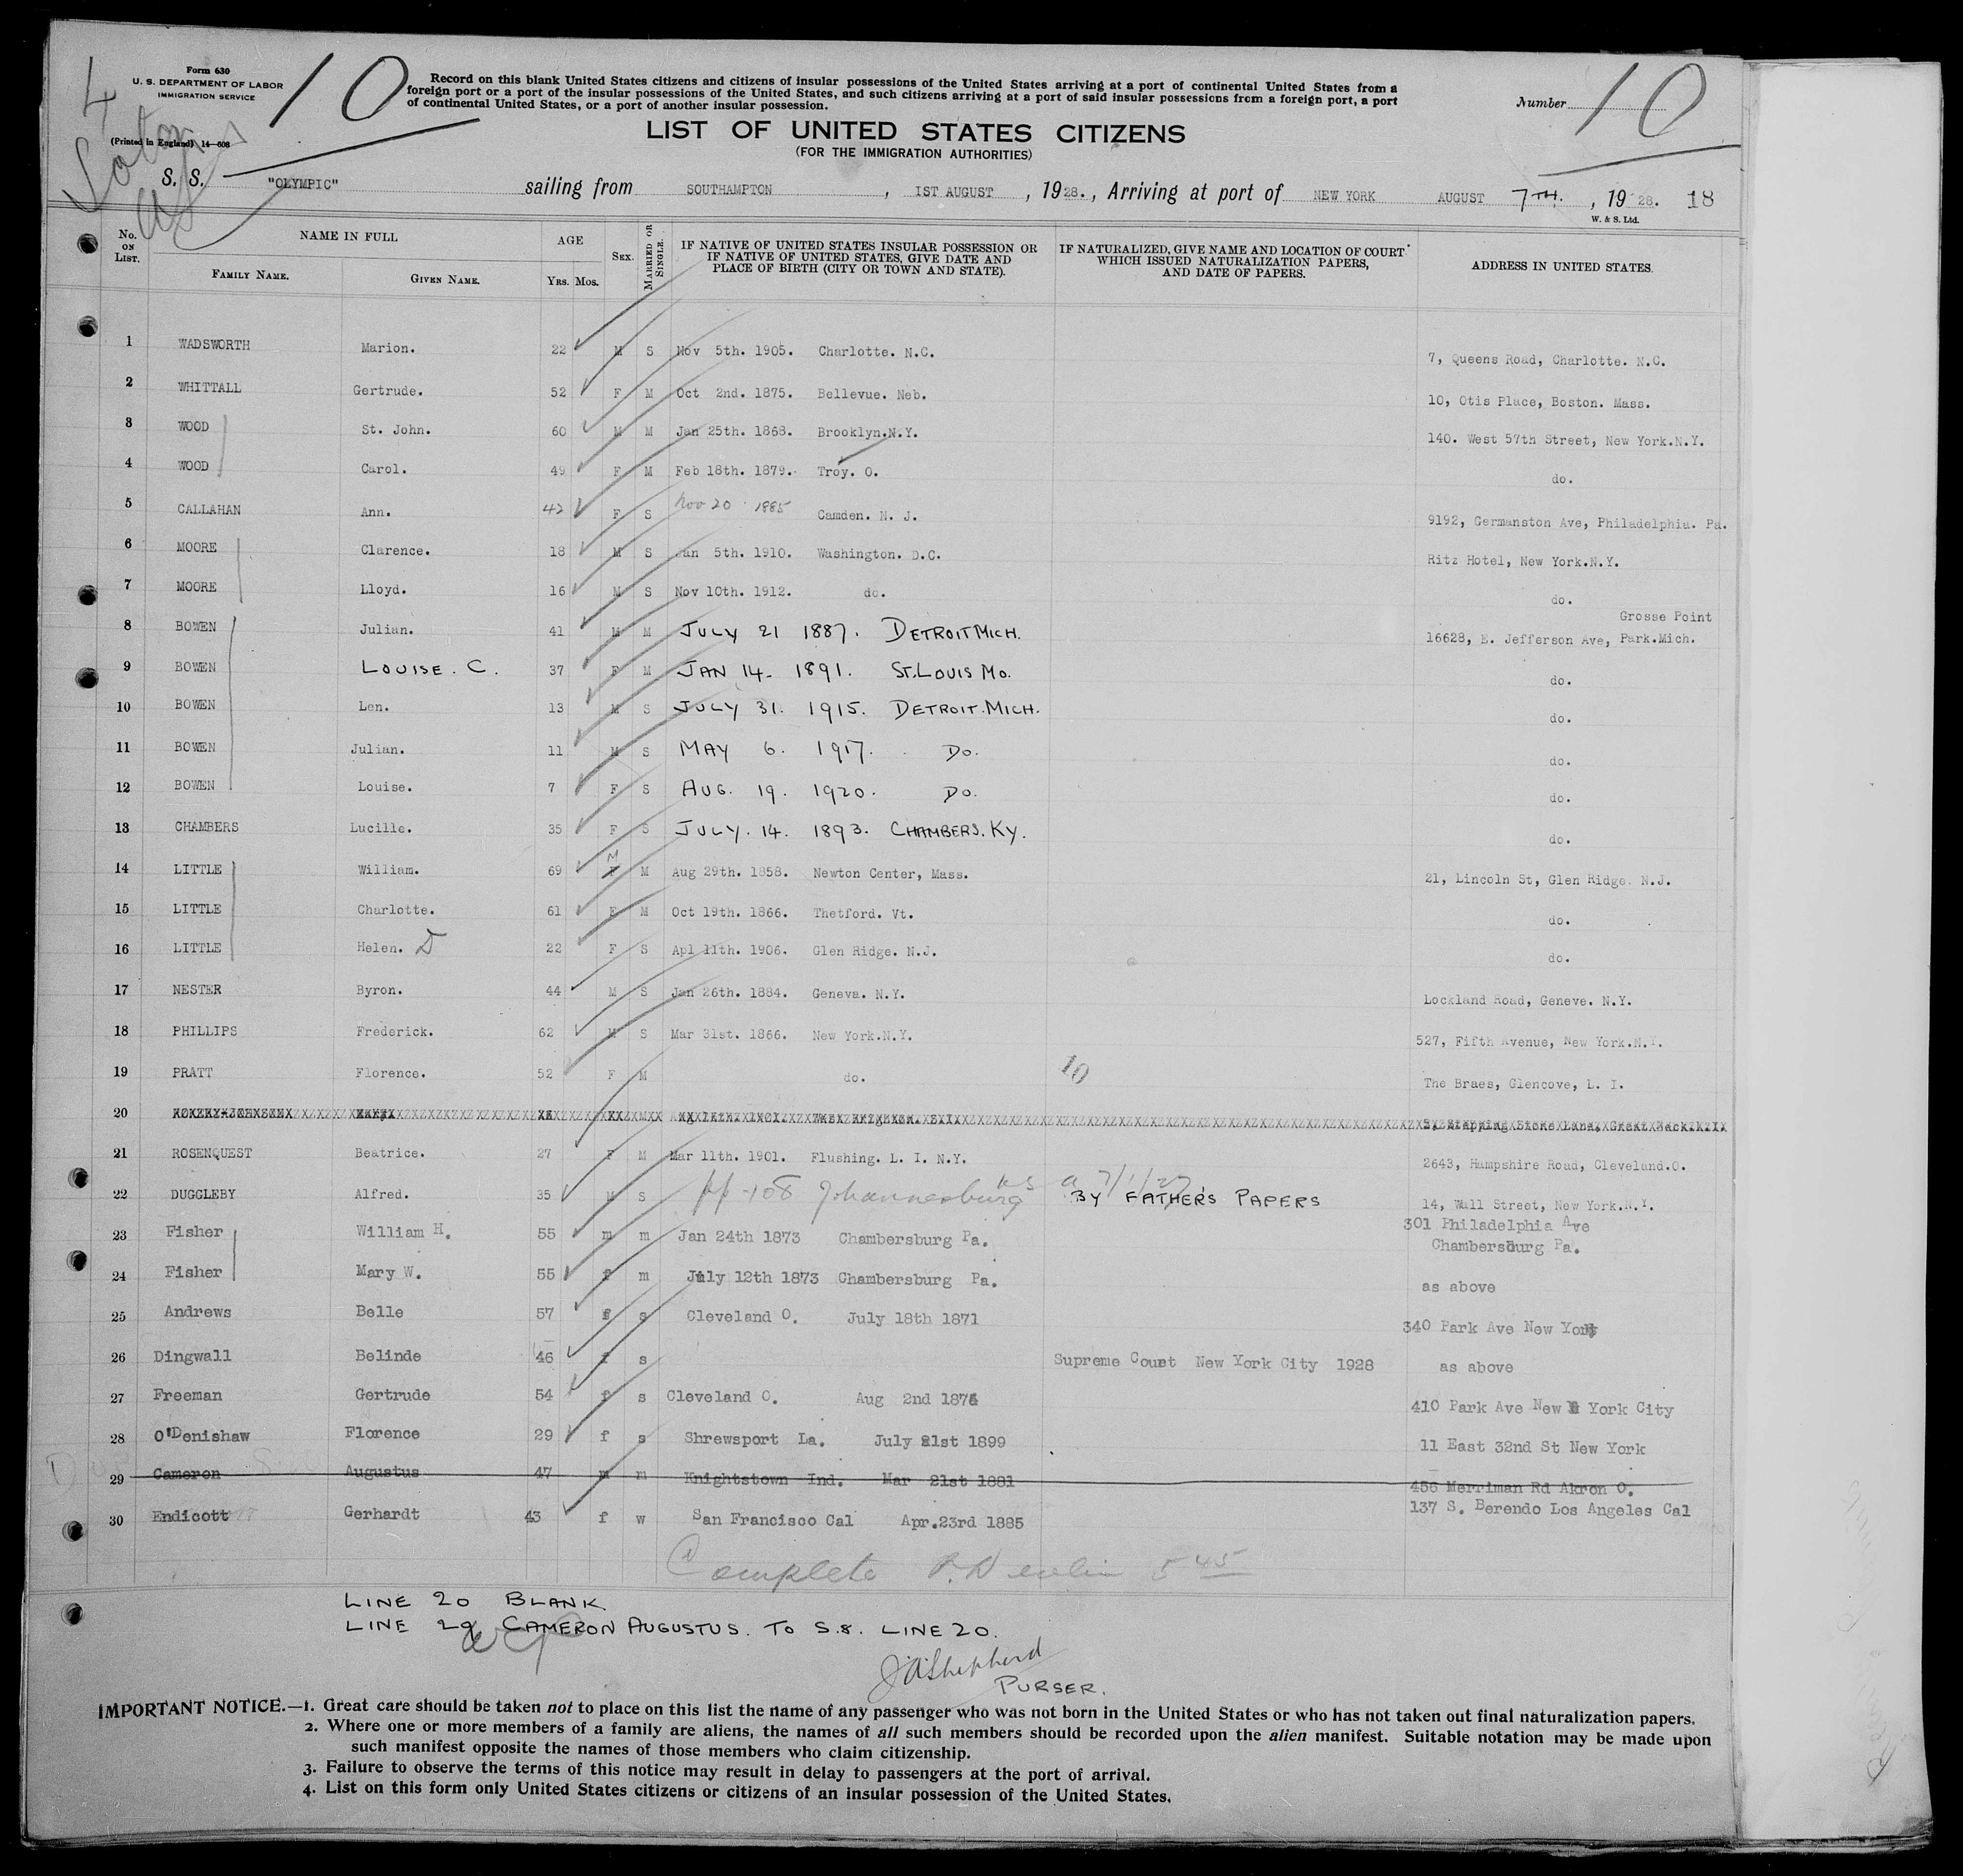 4
Form 630
U. S. DEPARTMENT OF LABOR
IMMIGRATION SERVICE
(Printed in England) 14—608
10
Record on this blank United States citizens and citizens of insular possessions of the United States arriving at a port of continental United States from a
foreign port or a port of the insular possessions of the United States, and such citizens arriving at a port of said insular possessions from a foreign port, a port
of continental United States, or a port of another insular possession.
Number 10
LIST OF UNITED STATES CITIZENS
(FOR THE IMMIGRATION AUTHORITIES)
S. S. "OLYMPIC" sailing from SOUTHAMPTON, 1ST AUGUST, 1928., Arriving at port of NEW YORK AUGUST 7TH., 1928. 18
W. & S. Ltd.
No. ON LIST. NAME IN FULL FAMILY NAME. GIVEN NAME. AGE YRS. MOS. SEX. MARRIED OR SINGLE. IF NATIVE OF UNITED STATES INSULAR POSSESSION OR IF NATIVE OF UNITED STATES, GIVE DATE AND PLACE OF BIRTH (CITY OR TOWN AND STATE). IF NATURALIZED, GIVE NAME AND LOCATION OF COURT WHICH ISSUED NATURALIZATION PAPERS, AND DATE OF PAPERS. ADDRESS IN UNITED STATES.
1 WADSWORTH Marion. 22 M S Nov 5th. 1905. Charlotte. N.C. 7, Queens Road, Charlotte. N.C.
2 WHITTALL Gertrude. 52 F M Oct 2nd. 1875. Bellevue. Neb. 10, Otis Place, Boston. Mass.
3 WOOD St. John. 60 M M Jan 25th. 1868. Brooklyn.N.Y. 140. West 57th Street, New York.N.Y.
4 WOOD Carol. 49 F M Feb 18th. 1879. Troy. O. do.
5 CALLAHAN Ann. 42 F S Nov 20 1885 Camden. N. J. 9192, Germanston Ave, Philadelphia. Pa.
6 MOORE Clarence. 18 M S Jan 5th. 1910. Washington. D.C. Ritz Hotel, New York.N.Y.
7 MOORE Lloyd. 16 M S Nov 10th. 1912. do. do.
8 BOWEN Julian. 41 M M JULY 21 1887. DETROIT MICH. 16628, E. Jefferson Ave, Grosse Point Park.Mich.
9 BOWEN LOUISE. C. 37 F M JAN 14. 1891. ST. LOUIS MO. do.
10 BOWEN Len. 13 M S JULY 31. 1915. DETROIT. MICH. do.
11 BOWEN Julian. 11 M S MAY 6. 1917. DO. do.
12 BOWEN Louise. 7 F S AUG. 19. 1920. DO. do.
13 CHAMBERS Lucille. 35 F S JULY. 14. 1893. CHAMBERS. KY. do.
14 LITTLE William. 69 M M Aug 29th. 1858. Newton Center, Mass. 21, Lincoln St, Glen Ridge. N.J.
15 LITTLE Charlotte. 61 F M Oct 19th. 1866. Thetford. Vt. do.
16 LITTLE Helen. D 22 F S Apl 11th. 1906. Glen Ridge. N.J. do.
17 NESTER Byron. 44 M S Jan 26th. 1884. Geneva. N.Y. Lockland Road, Geneve. N.Y.
18 PHILLIPS Frederick. 62 M S Mar 31st. 1866. New York.N.Y. 527, Fifth Avenue, New York.N.Y.
19 PRATT Florence. 52 F M do. 10 The Braes, Glencove, L. I.
20
21 ROSENQUEST Beatrice. 27 F M Mar 11th. 1901. Flushing. L. I. N.Y. 2643, Hampshire Road, Cleveland.O.
22 DUGGLEBY Alfred. 35 M S Johannesburg BY FATHER'S PAPERS 14, Wall Street, New York.N.Y.
23 Fisher William H. 55 m m Jan 24th 1873 Chambersburg Pa. 301 Philadelphia Ave Chambersburg Pa.
24 Fisher Mary W. 55 f m July 12th 1873 Chambersburg Pa. as above
25 Andrews Belle 57 f s Cleveland O. July 18th 1871 340 Park Ave New York
26 Dingwall Belinde 46 f s Supreme Court New York City 1928 as above
27 Freeman Gertrude 54 f s Cleveland O. Aug 2nd 1874 410 Park Ave New York City
28 O'Denishaw Florence 29 f s Shrewsport La. July 21st 1899 11 East 32nd St New York
29 Cameron Augustus 47 m m Knightstown Ind. Mar 21st 1881 456 Merriman Rd Akron O.
30 Endicott Gerhardt 43 f w San Francisco Cal Apr.23rd 1885 137 S. Berendo Los Angeles Cal
Complete 5 45
LINE 20 BLANK.
LINE 29 CAMERON AUGUSTUS. TO S.8. LINE 20.
J A Shepherd
PURSER.
IMPORTANT NOTICE.—1. Great care should be taken not to place on this list the name of any passenger who was not born in the United States or who has not taken out final naturalization papers.
2. Where one or more members of a family are aliens, the names of all such members should be recorded upon the alien manifest. Suitable notation may be made upon
such manifest opposite the names of those members who claim citizenship.
3. Failure to observe the terms of this notice may result in delay to passengers at the port of arrival.
4. List on this form only United States citizens or citizens of an insular possession of the United States.